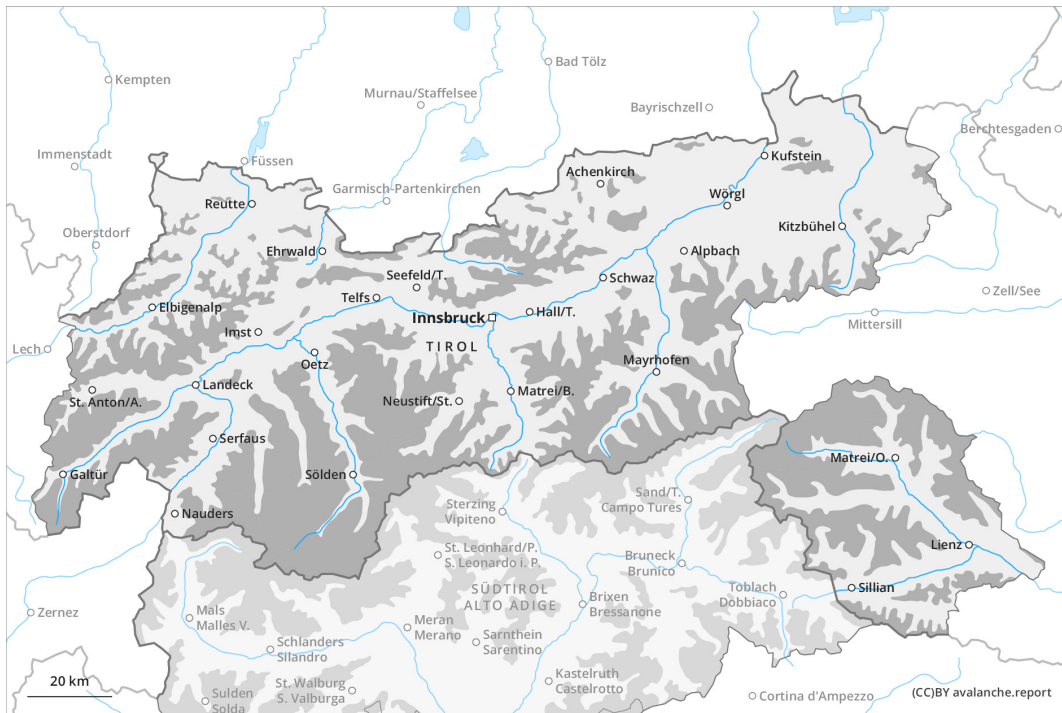 Kempten
Bad Tölz
Murnau/Staffelsee
Bayrischzell
Berchtesgaden
Immenstadt
Füssen
Kufstein
Achenkirch
Garmisch-Partenkirchen
Reutte
Wörgl
Oberstdorf
Kitzbühel
Ehrwald
Alpbach
Seefeld/T.
Schwaz
Zell/See
Telfs
Elbigenalp
Innsbruck
Hall/T.
Mittersill
Imst
TIROL
Lech
Oetz
Mayrhofen
Landeck
St. Anton/A.
Neustift/St.
Matrei/B.
Serfaus
Matrei/O.
Galtür
Sölden
Sand/T.
Campo Tures
Sterzing
Vipiteno
Nauders
Lienz
St. Leonhard/P.
S. Leonardo i. P.
Bruneck
Brunico
SÜDTIROL
ALTO ADIGE
Sillian
Toblach
Dobbiaco
Zernez
Mals
Malles V.
Brixen
Bressanone
Meran
Merano
Schlanders
Silandro
Sarnthein
Sarentino
20 km
St. Walburg
S. Valburga
Kastelruth
Castelrotto
Sulden
Solda
Cortina d'Ampezzo
(CC)BY avalanche.report